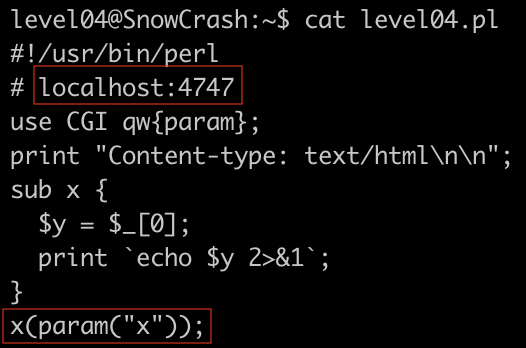 level04@SnowCrash:~$ cat level04.pl
#!/usr/bin/perl
# localhost:4747
use CGI qw{param};
print "Content-type: text/html\n\n";
sub x {
  $y = $_[0];
  print `echo $y 2>&1`;
}
x(param("x"));